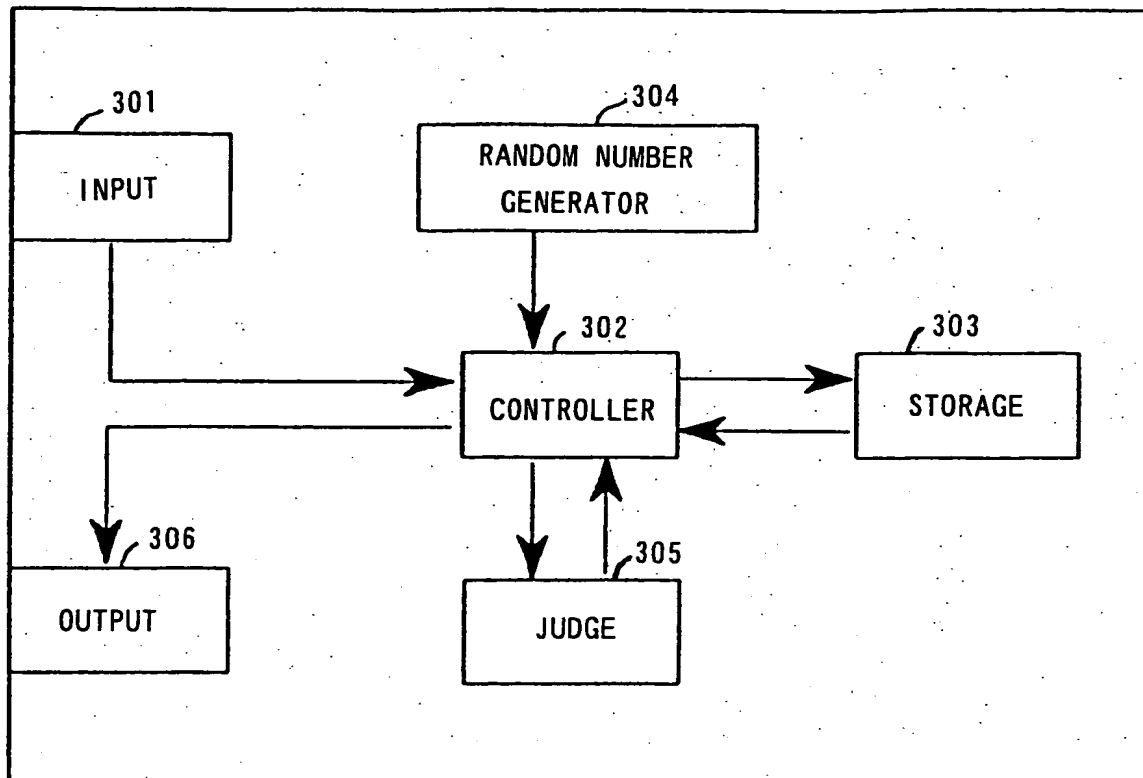 301
INPUT
304
RANDOM NUMBER
GENERATOR
302
CONTROLLER
303
STORAGE
306
OUTPUT
305
JUDGE